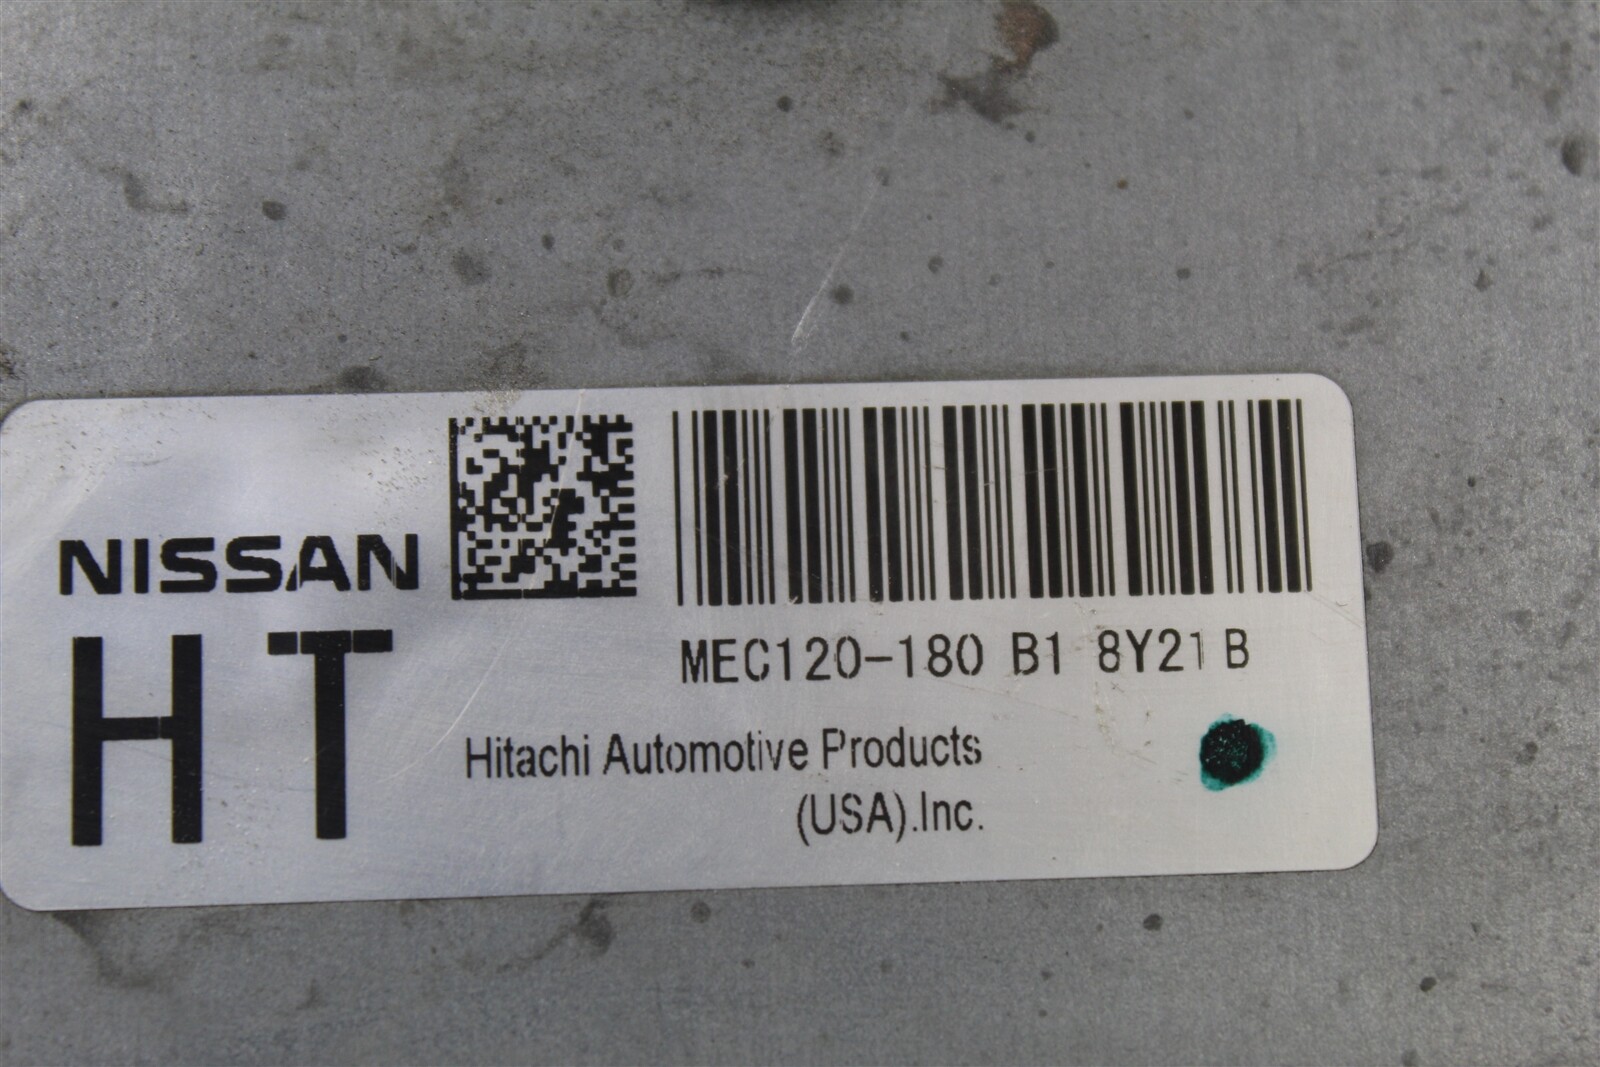 NISSAN
HT
MEC120-180 B1 8Y21 B
Hitachi Automotive Products
(USA).Inc.